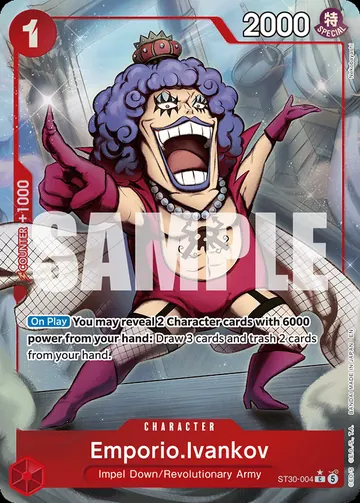 1
2000
特
SPECIAL
COUNTER +1000
SAMPLE
On Play You may reveal 2 Character cards with 6000
power from your hand: Draw 3 cards and trash 2 cards
from your hand.
CHARACTER
Emporio.Ivankov
Impel Down/Revolutionary Army
ST30-004 C 5